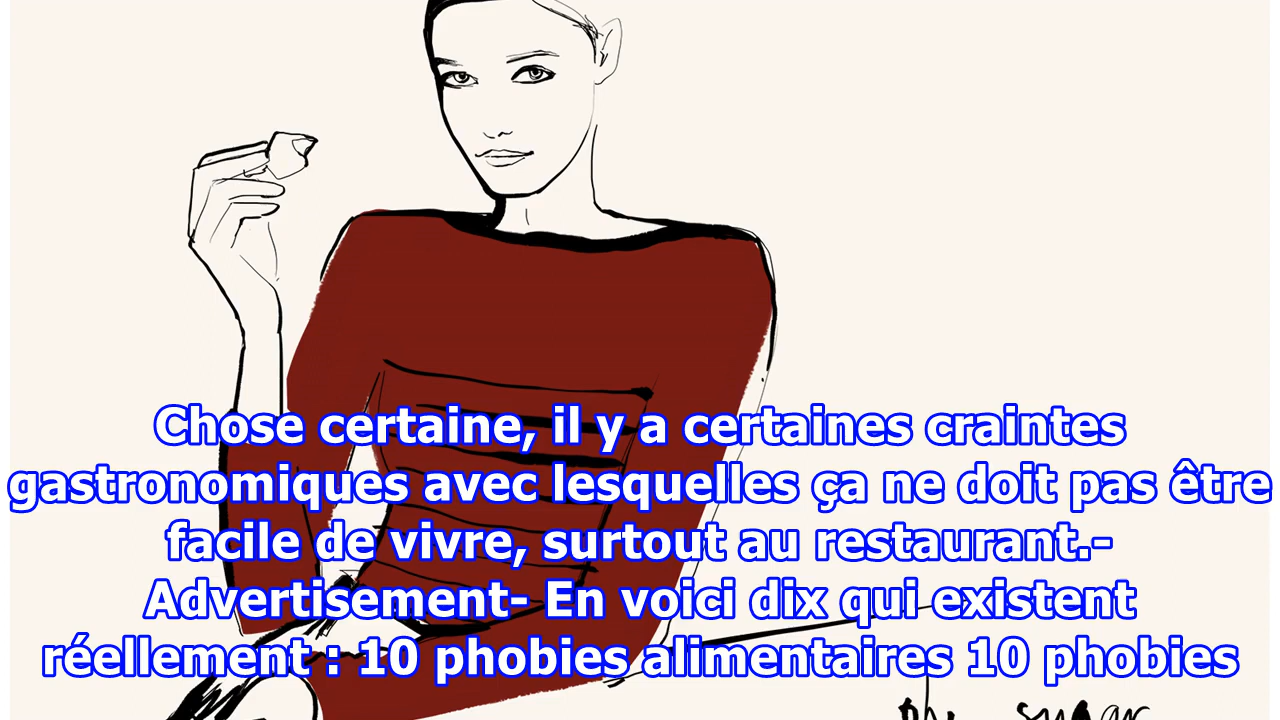 Chose certaine, il y a certaines craintes
gastronomiques avec lesquelles ça ne doit pas être
facile de vivre, surtout au restaurant.-
Advertisement- En voici dix qui existent
réellement : 10 phobies alimentaires 10 phobies